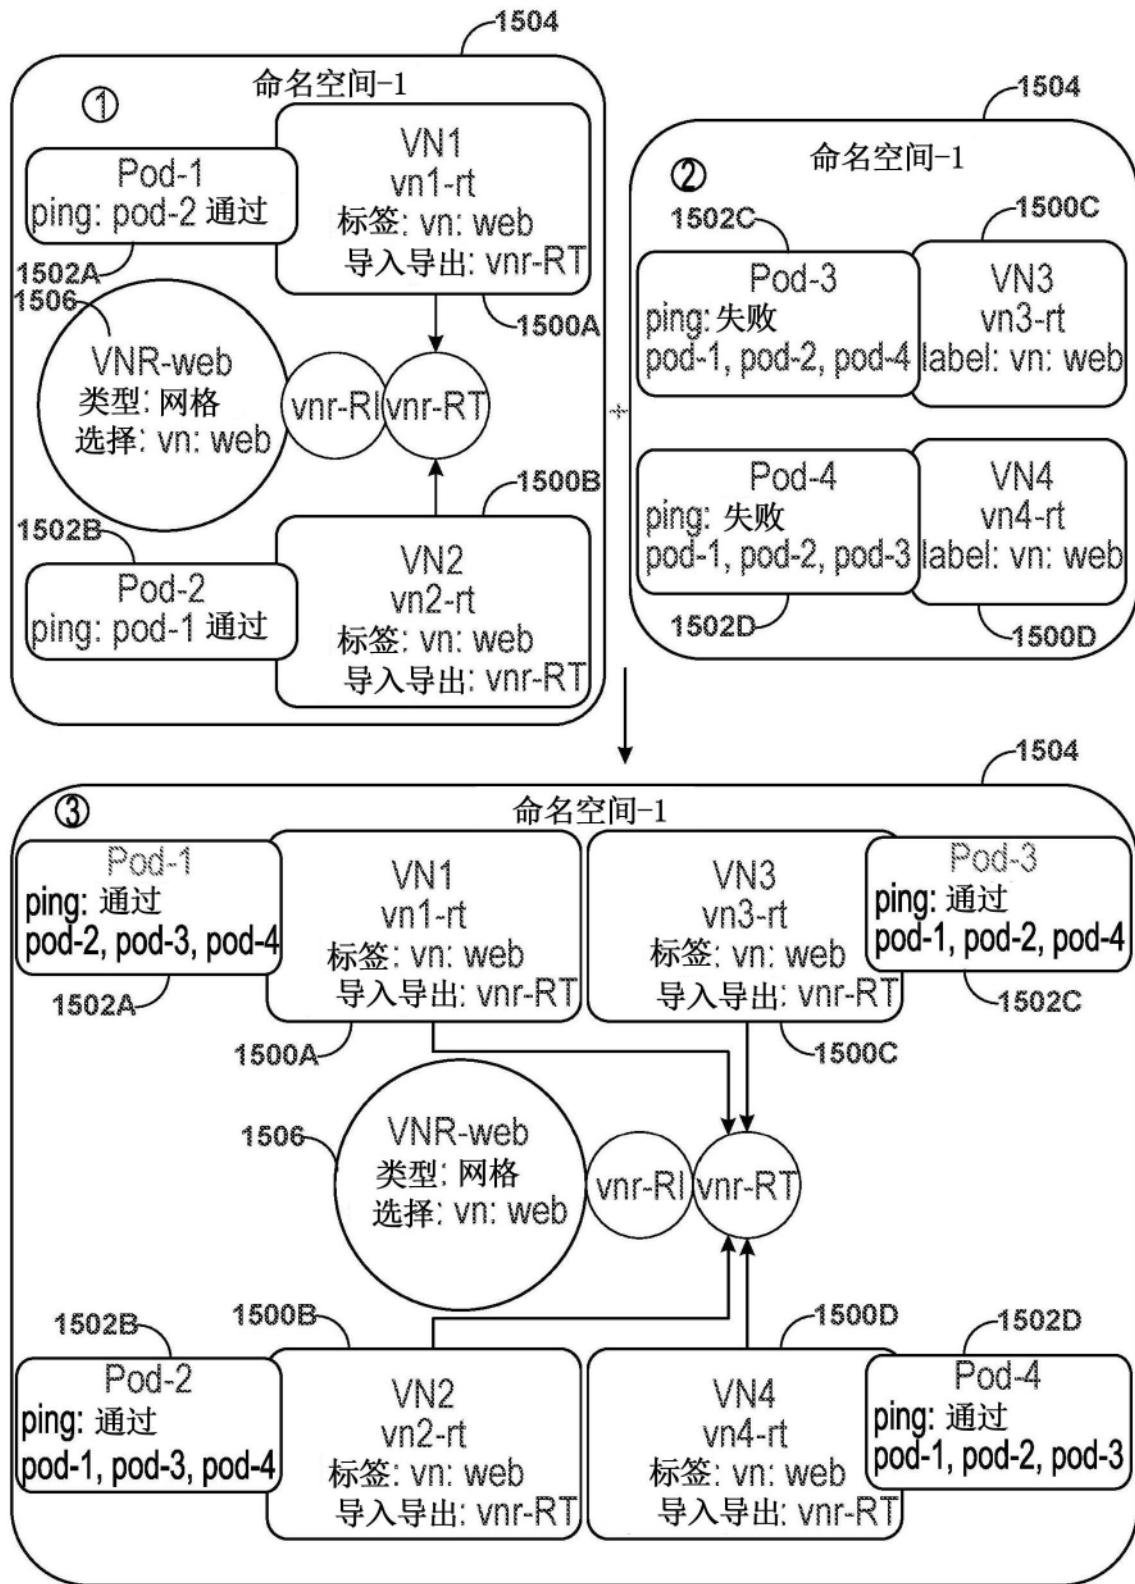 1504
命名空间-1
①
Pod-1
ping: pod-2 通过
1502A
VN1
vn1-rt
标签: vn: web
导入导出: vnr-RT
1500A
1506
VNR-web
类型: 网格
选择: vn: web
vnr-RI
vnr-RT
1502B
Pod-2
ping: pod-1 通过
1500B
VN2
vn2-rt
标签: vn: web
导入导出: vnr-RT
+
1504
命名空间-1
②
1502C
Pod-3
ping: 失败
pod-1, pod-2, pod-4
1500C
VN3
vn3-rt
label: vn: web
Pod-4
ping: 失败
pod-1, pod-2, pod-3
1502D
VN4
vn4-rt
label: vn: web
1500D
1504
命名空间-1
③
Pod-1
ping: 通过
pod-2, pod-3, pod-4
1502A
VN1
vn1-rt
标签: vn: web
导入导出: vnr-RT
1500A
VN3
vn3-rt
标签: vn: web
导入导出: vnr-RT
1500C
Pod-3
ping: 通过
pod-1, pod-2, pod-4
1502C
1506
VNR-web
类型: 网格
选择: vn: web
vnr-RI
vnr-RT
1502B
Pod-2
ping: 通过
pod-1, pod-3, pod-4
1500B
VN2
vn2-rt
标签: vn: web
导入导出: vnr-RT
1500D
VN4
vn4-rt
标签: vn: web
导入导出: vnr-RT
1502D
Pod-4
ping: 通过
pod-1, pod-2, pod-3